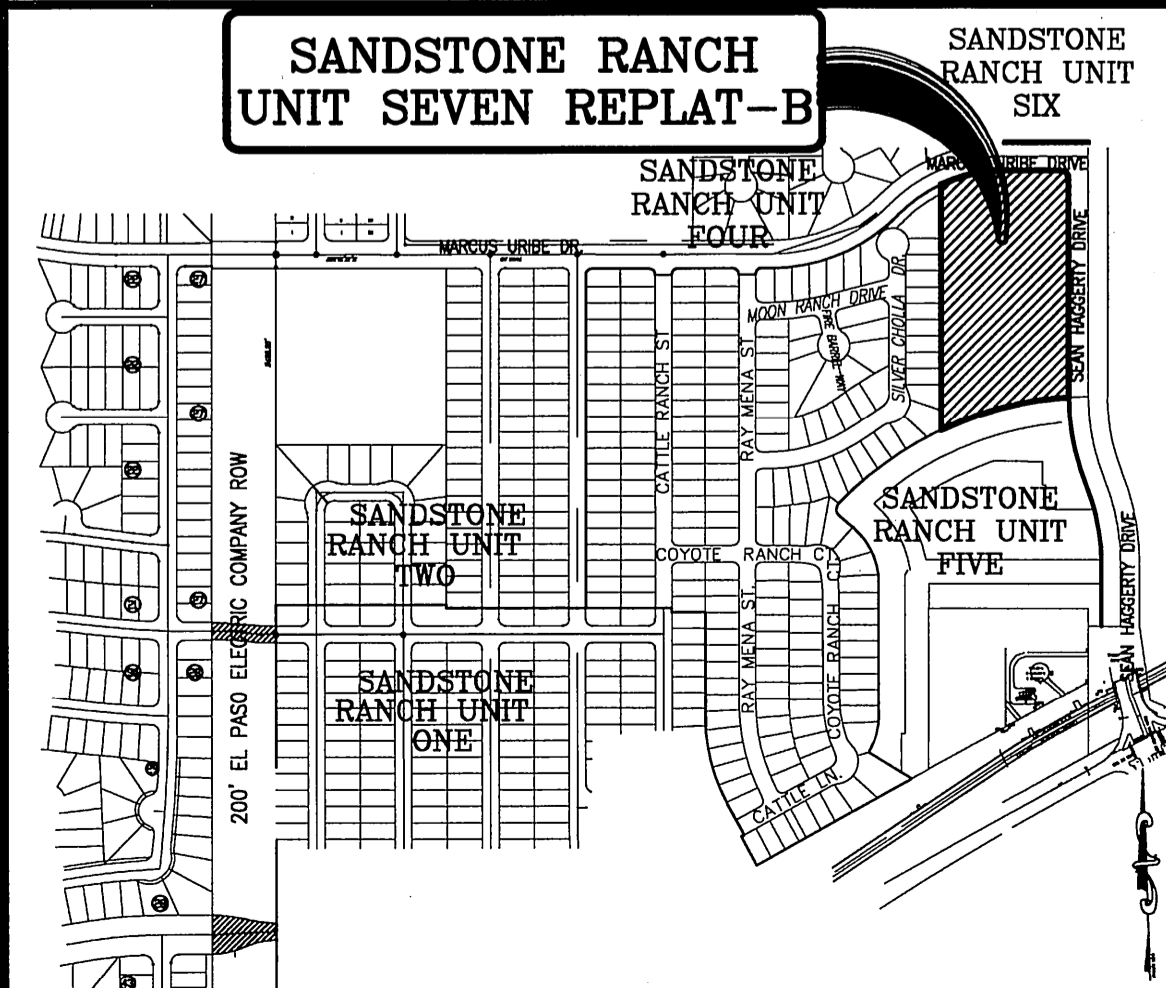 SANDSTONE RANCH
UNIT SEVEN REPLAT-B
SANDSTONE
RANCH UNIT
SIX
SANDSTONE
RANCH UNIT
FOUR
MARCUS URIBE DRIVE
MARCUS URIBE DR.
SEAN HAGGERTY DRIVE
MOON RANCH DRIVE
SILVER CHOLLA DR.
CATTLE RANCH ST
RAY MENA ST
200' EL PASO ELECTRIC COMPANY ROW
SANDSTONE
RANCH UNIT
TWO
SANDSTONE
RANCH UNIT
FIVE
COYOTE RANCH CT.
SEAN HAGGERTY DRIVE
RAY MENA ST.
COYOTE RANCH CT.
SANDSTONE
RANCH UNIT
ONE
CATTLE LN.